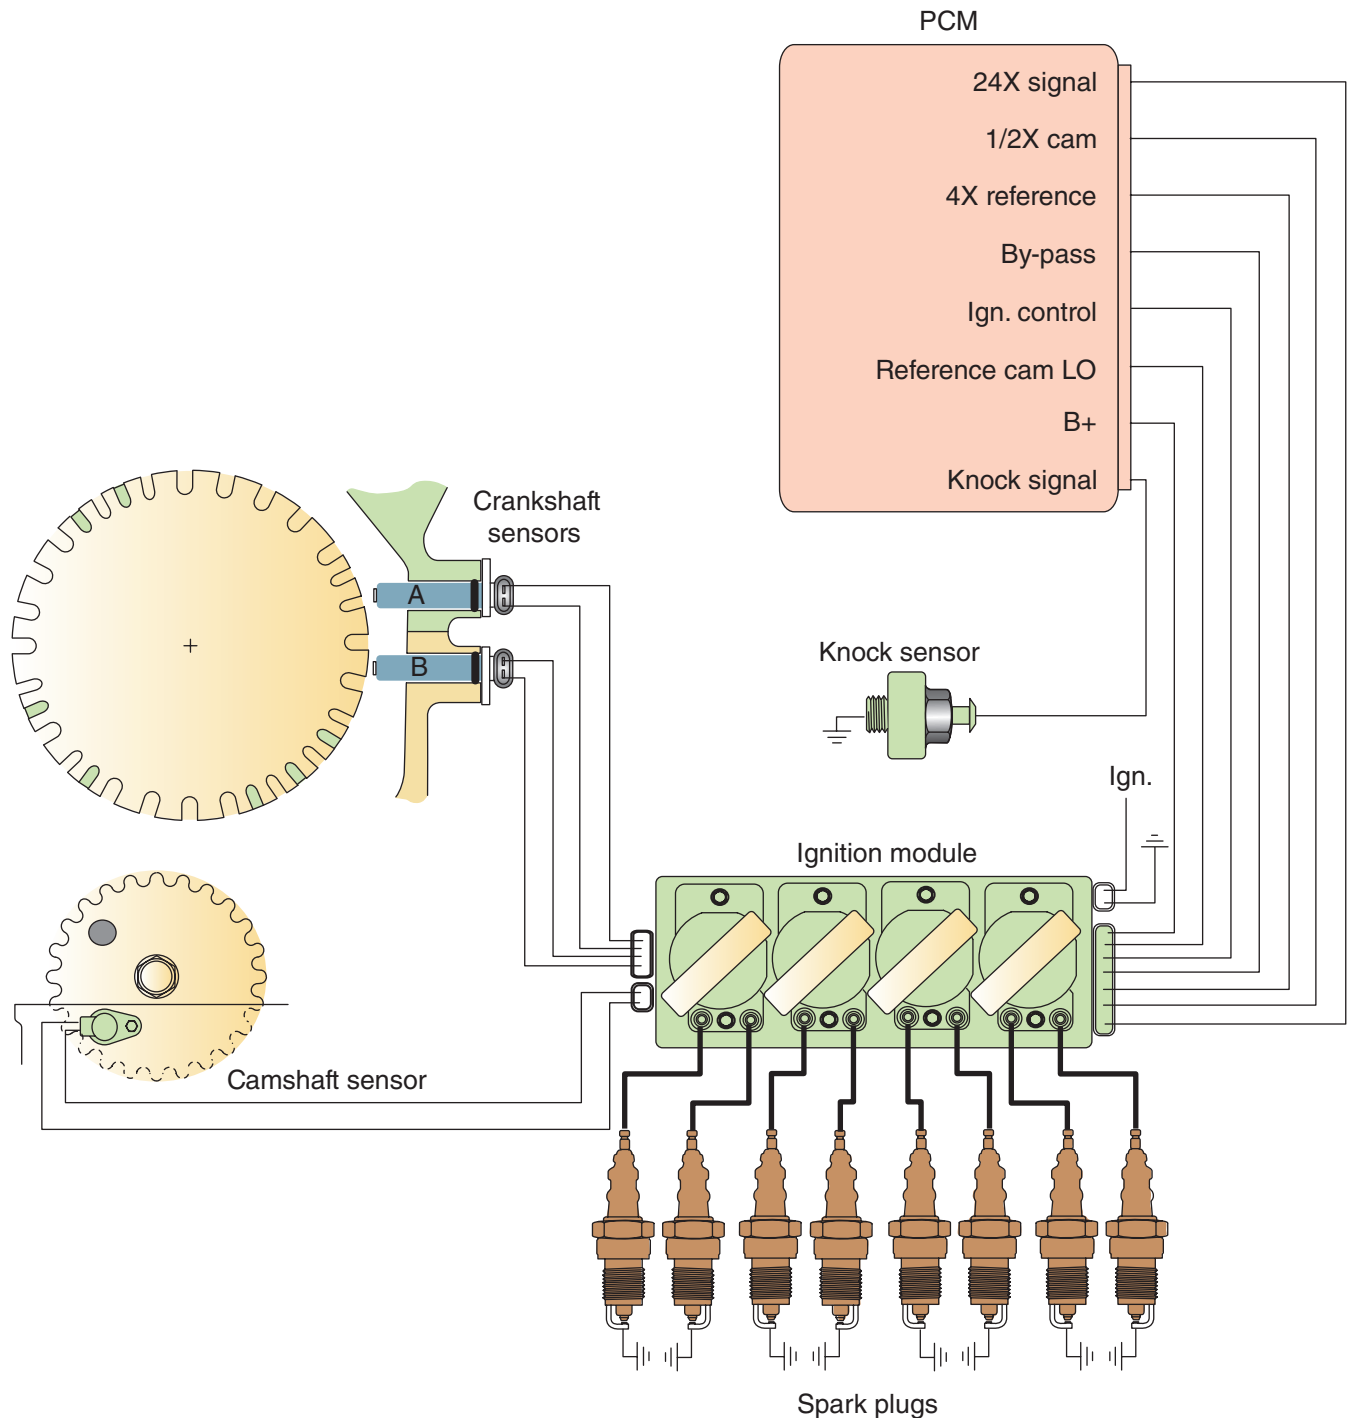 PCM
24X signal
1/2X cam
4X reference
By-pass
Ign. control
Reference cam LO
B+
Knock signal
Crankshaft
sensors
A
B
Knock sensor
Ign.
Ignition module
Camshaft sensor
Spark plugs